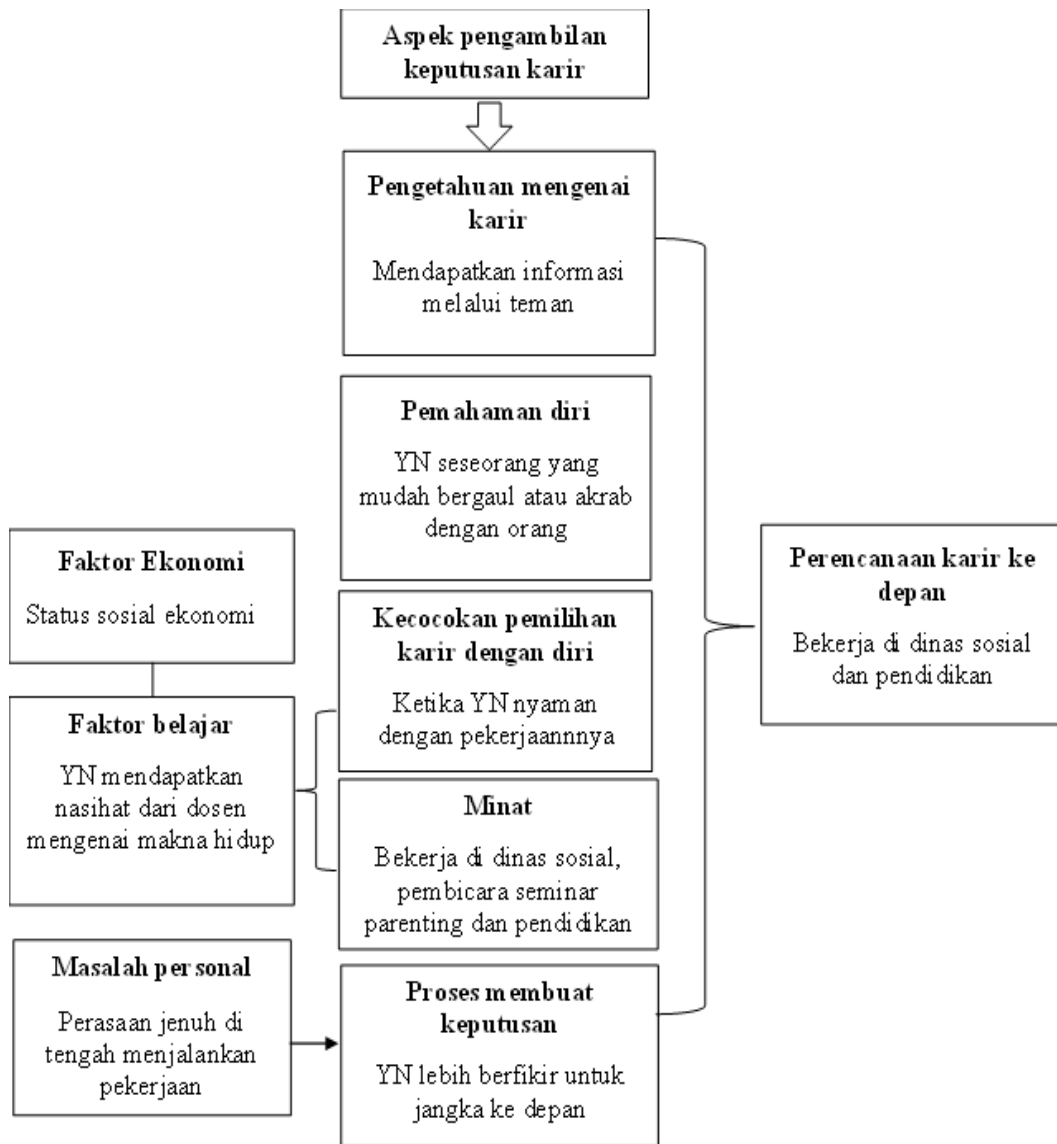 Aspek pengambilan
keputusan karir
Pengetahuan mengenai
karir
Mendapatkan informasi
melalui teman
Pemahaman diri
YN seseorang yang
mudah bergaul atau akrab
dengan orang
Faktor Ekonomi
Status sosial ekonomi
Kecocokan pemilihan
karir dengan diri
Ketika YN nyaman
dengan pekerjaannnya
Perencanaan karir ke
depan
Bekerja di dinas sosial
dan pendidikan
Faktor belajar
YN mendapatkan
nasihat dari dosen
mengenai makna hidup
Minat
Bekerja di dinas sosial,
pembicara seminar
parenting dan pendidikan
Masalah personal
Perasaan jenuh di
tengah menjalankan
pekerjaan
Proses membuat
keputusan
YN lebih berfikir untuk
jangka ke depan